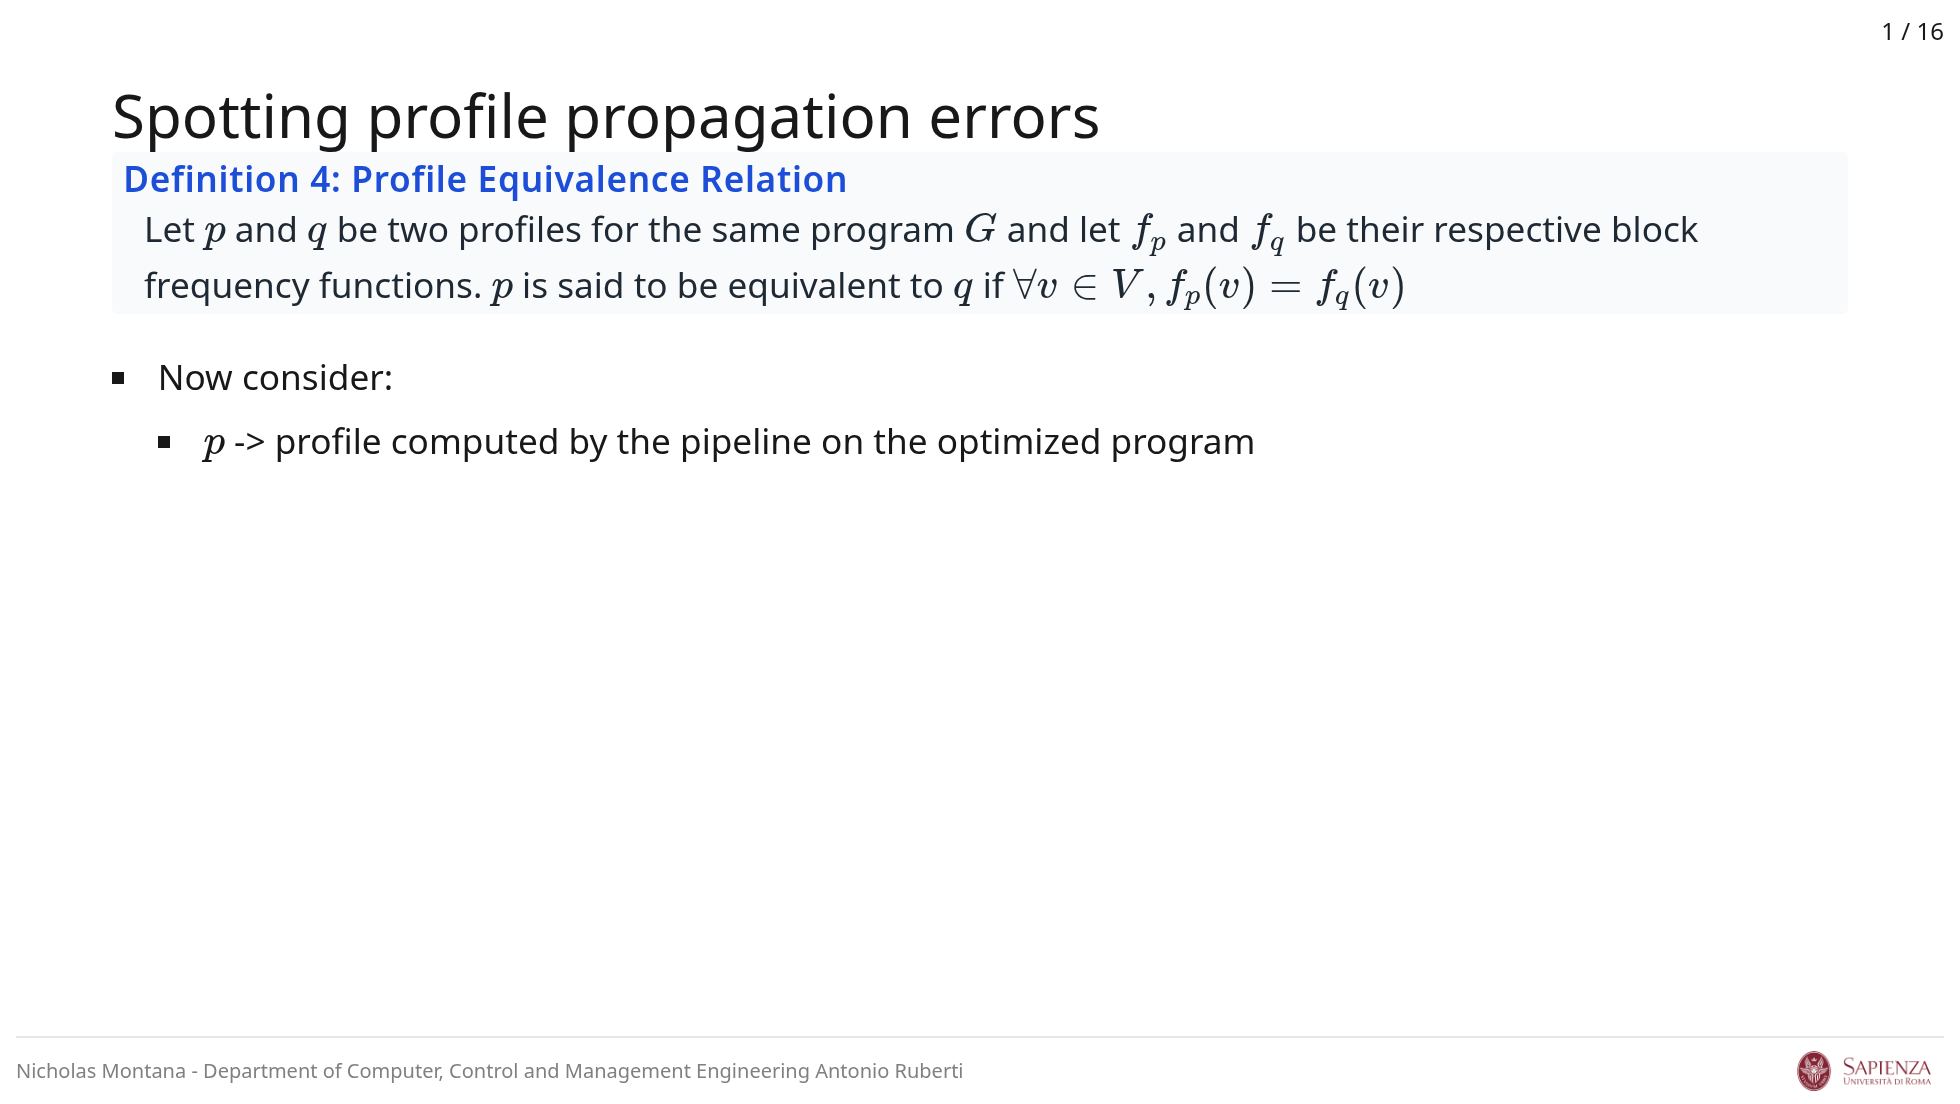 1 / 16
Spotting profile propagation errors
Definition 4: Profile Equivalence Relation
Let p and q be two profiles for the same program G and let f_p and f_q be their respective block
frequency functions. p is said to be equivalent to q if ∀v ∈ V, f_p(v) = f_q(v)
Now consider:
p -> profile computed by the pipeline on the optimized program
Nicholas Montana - Department of Computer, Control and Management Engineering Antonio Ruberti
SAPIENZA
UNIVERSITÀ DI ROMA